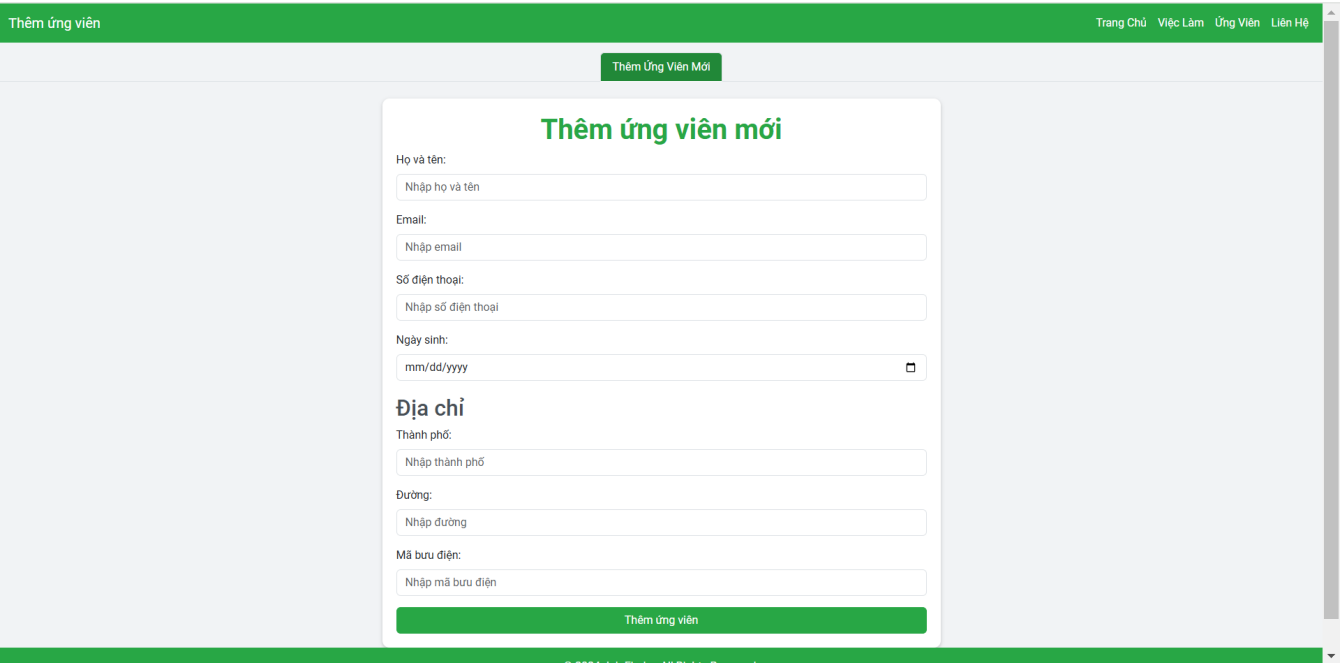 Thêm ứng viên
Trang Chủ Việc Làm Ứng Viên Liên Hệ
Thêm Ứng Viên Mới
Thêm ứng viên mới
Họ và tên:
Nhập họ và tên
Email:
Nhập email
Số điện thoại:
Nhập số điện thoại
Ngày sinh:
mm/dd/yyyy
Địa chỉ
Thành phố:
Nhập thành phố
Đường:
Nhập đường
Mã bưu điện:
Nhập mã bưu điện
Thêm ứng viên